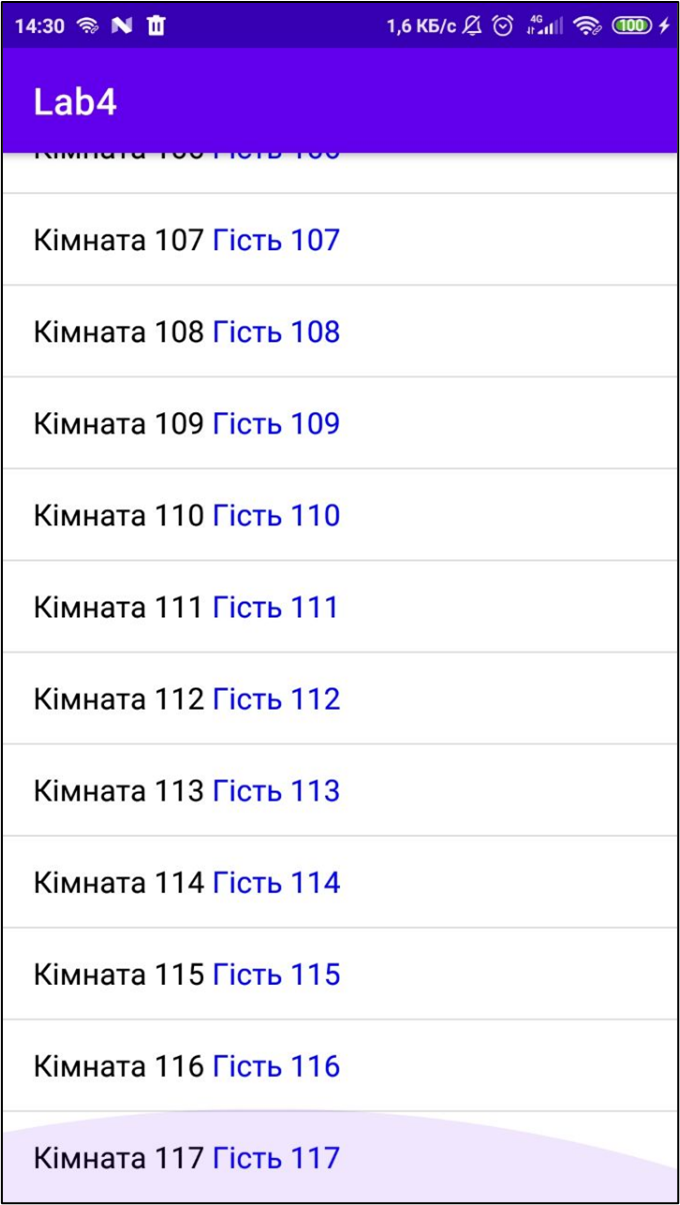 14:30 1,6 КБ/с 4G 100
Lab4
Кімната 107 Гість 107
Кімната 108 Гість 108
Кімната 109 Гість 109
Кімната 110 Гість 110
Кімната 111 Гість 111
Кімната 112 Гість 112
Кімната 113 Гість 113
Кімната 114 Гість 114
Кімната 115 Гість 115
Кімната 116 Гість 116
Кімната 117 Гість 117